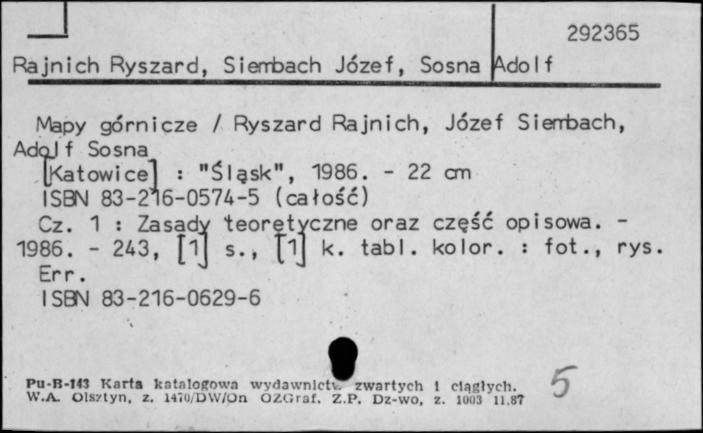 292365
Rajnich Ryszard, Siembach Józef, Sosna Adolf
Mapy górnicze / Ryszard Rajnich, Józef Siembach,
Adolf Sosna
[Katowice] : "Śląsk", 1986. - 22 cm
ISBN 83-216-0574-5 (całość)
Cz. 1 : Zasady teoretyczne oraz część opisowa. -
1986. - 243, [1] s., [1] k. tabl. kolor. : fot., rys.
Err.
ISBN 83-216-0629-6
Pu-B-143 Karta katalogowa wydawnictw zwartych i ciągłych.
W.A. Olsztyn, z. 1470/DW/Dn OZGraf. Z.P. Dz-wo, z. 1003 11.87
5